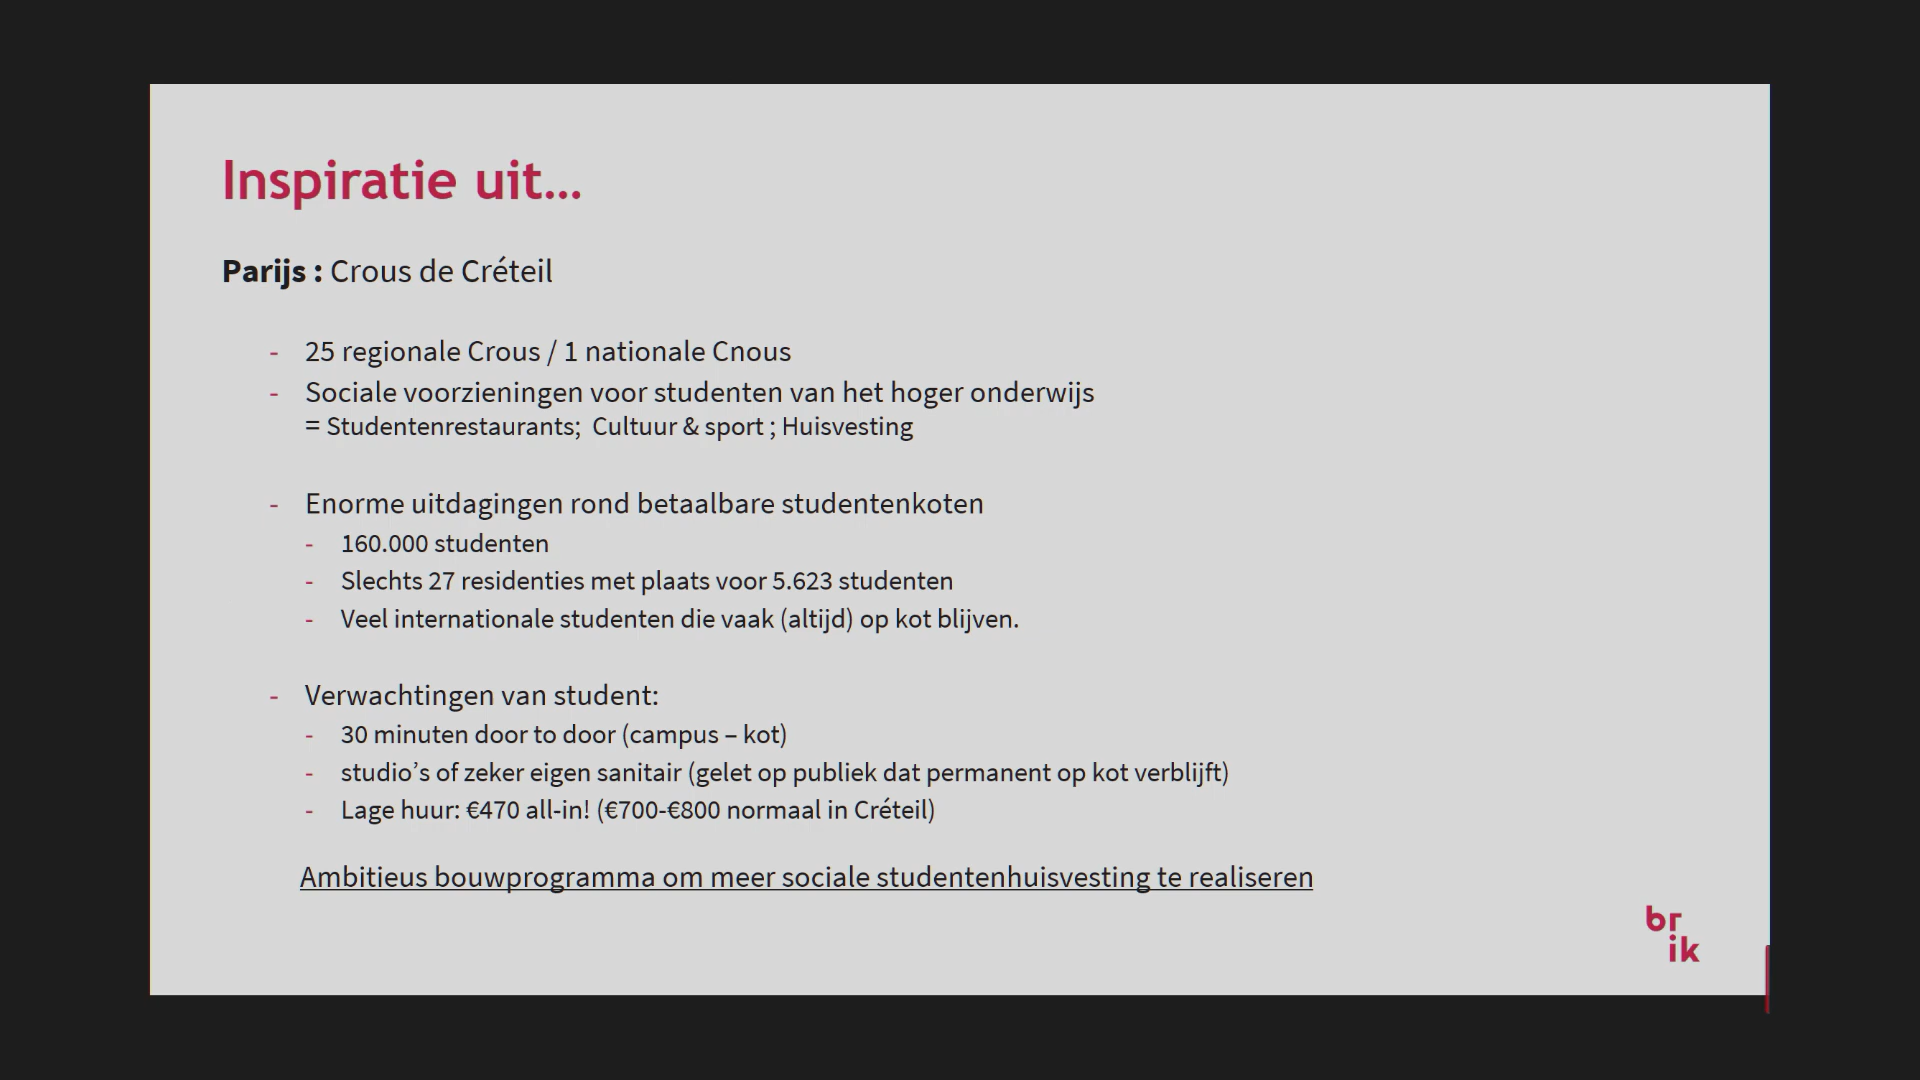 Inspiratie uit…
Parijs : Crous de Créteil
- 25 regionale Crous / 1 nationale Cnous
- Sociale voorzieningen voor studenten van het hoger onderwijs
= Studentenrestaurants; Cultuur & sport ; Huisvesting
- Enorme uitdagingen rond betaalbare studentenkoten
- 160.000 studenten
- Slechts 27 residenties met plaats voor 5.623 studenten
- Veel internationale studenten die vaak (altijd) op kot blijven.
- Verwachtingen van student:
- 30 minuten door to door (campus – kot)
- studio’s of zeker eigen sanitair (gelet op publiek dat permanent op kot verblijft)
- Lage huur: €470 all-in! (€700-€800 normaal in Créteil)
Ambitieus bouwprogramma om meer sociale studentenhuisvesting te realiseren
br
ik